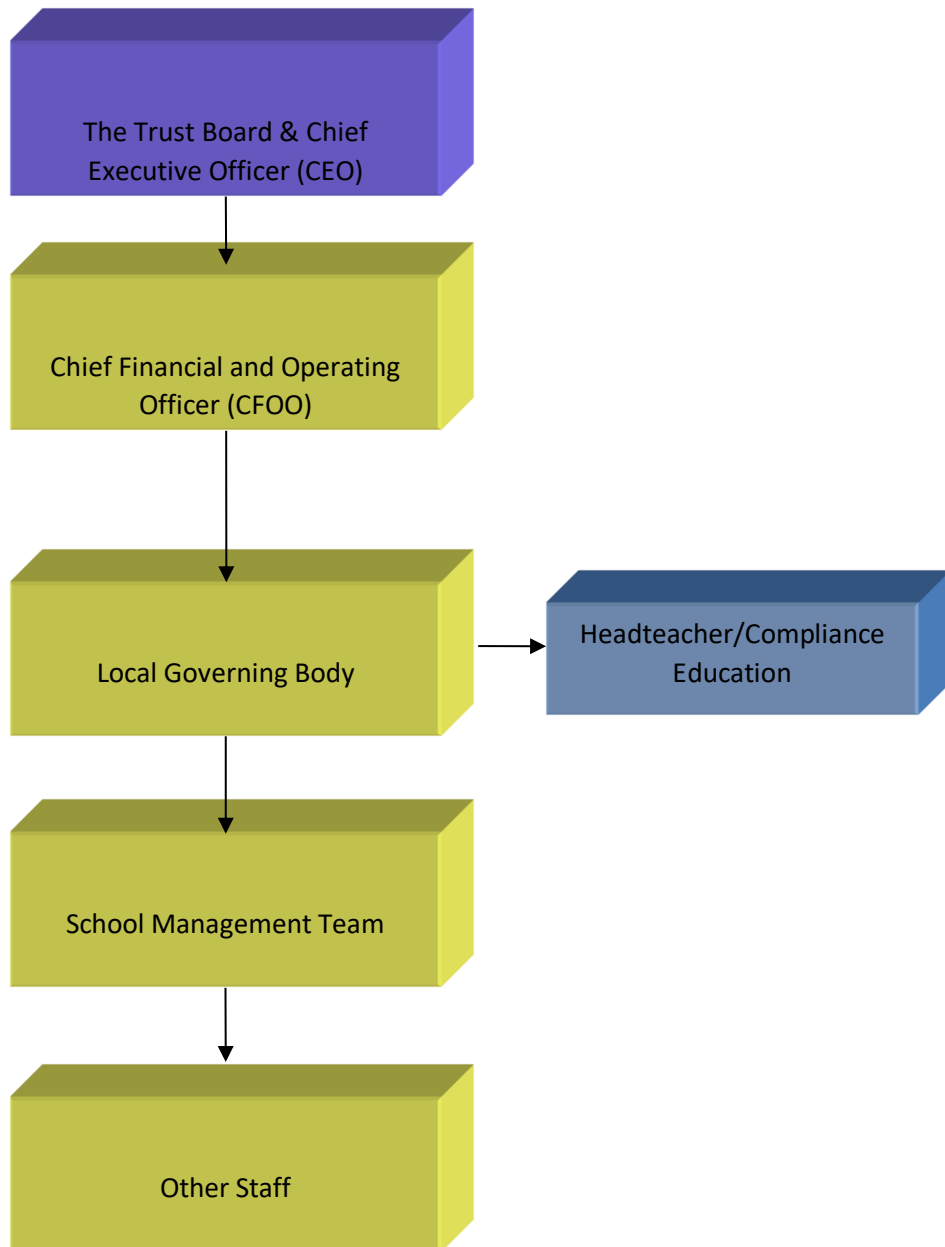 The Trust Board & Chief
Executive Officer (CEO)
Chief Financial and Operating
Officer (CFOO)
Local Governing Body
Headteacher/Compliance
Education
School Management Team
Other Staff